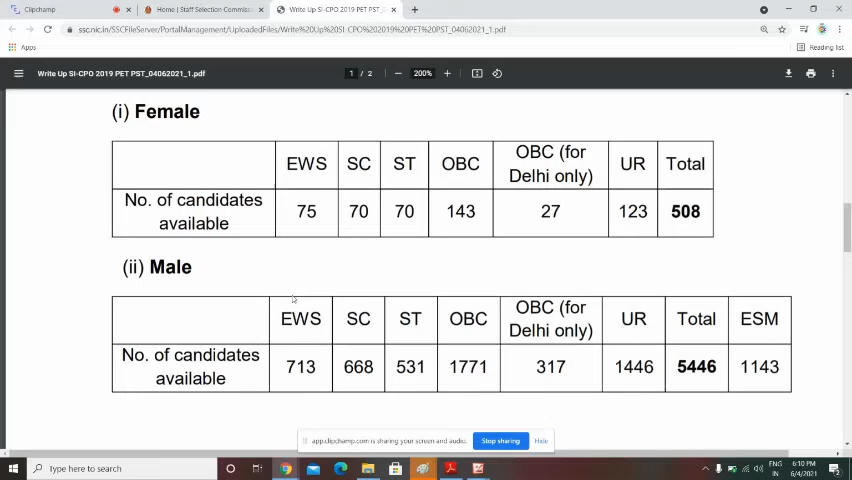 Clipchamp
Home | Staff Selection Commissi
Write Up SI-CPO 2019 PET PST_
ssc.nic.in/SSCFileServer/PortalManagement/UploadedFiles/Write%20Up%20SI-CPO%202019%20PET%20PST_04062021_1.pdf
Apps
Reading list
Write Up SI-CPO 2019 PET PST_04062021_1.pdf
1 / 2
200%
(i) Female
EWS SC ST OBC OBC (for Delhi only) UR Total
No. of candidates available 75 70 70 143 27 123 508
(ii) Male
EWS SC ST OBC OBC (for Delhi only) UR Total ESM
No. of candidates available 713 668 531 1771 317 1446 5446 1143
app.clipchamp.com is sharing your screen and audio.
Stop sharing
Hide
Type here to search
ENG
IN
6:10 PM
6/4/2021
2